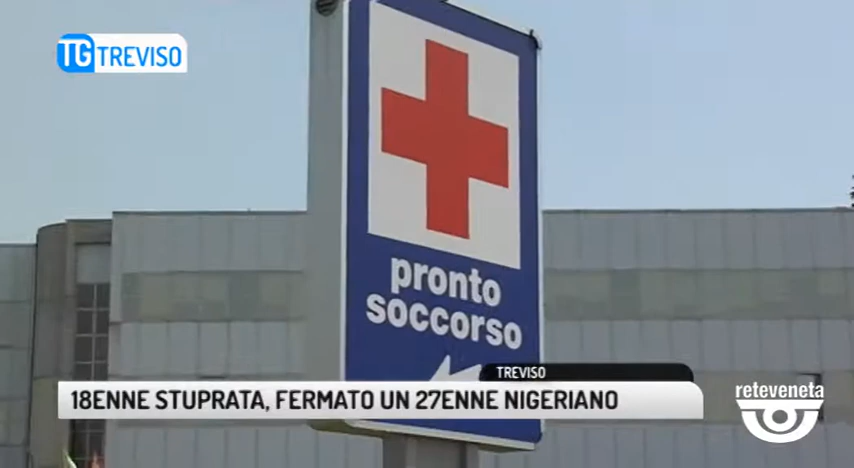 TG TREVISO
pronto
soccorso
TREVISO
18ENNE STUPRATA, FERMATO UN 27ENNE NIGERIANO
reteveneta